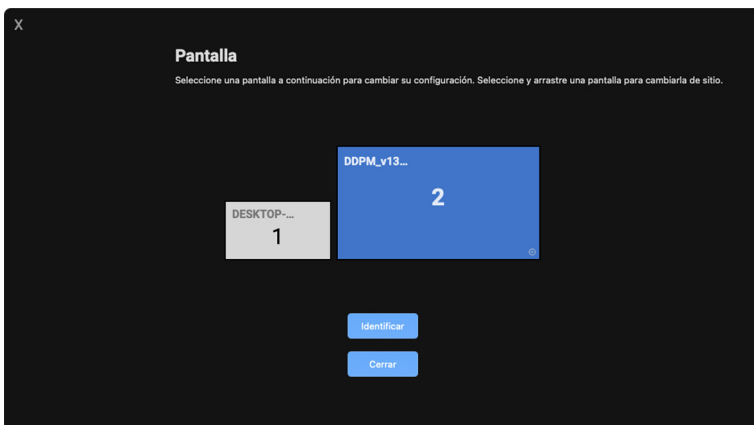 X
Pantalla
Seleccione una pantalla a continuación para cambiar su configuración. Seleccione y arrastre una pantalla para cambiarla de sitio.
DDPM_v13...
2
DESKTOP-...
1
Identificar
Cerrar